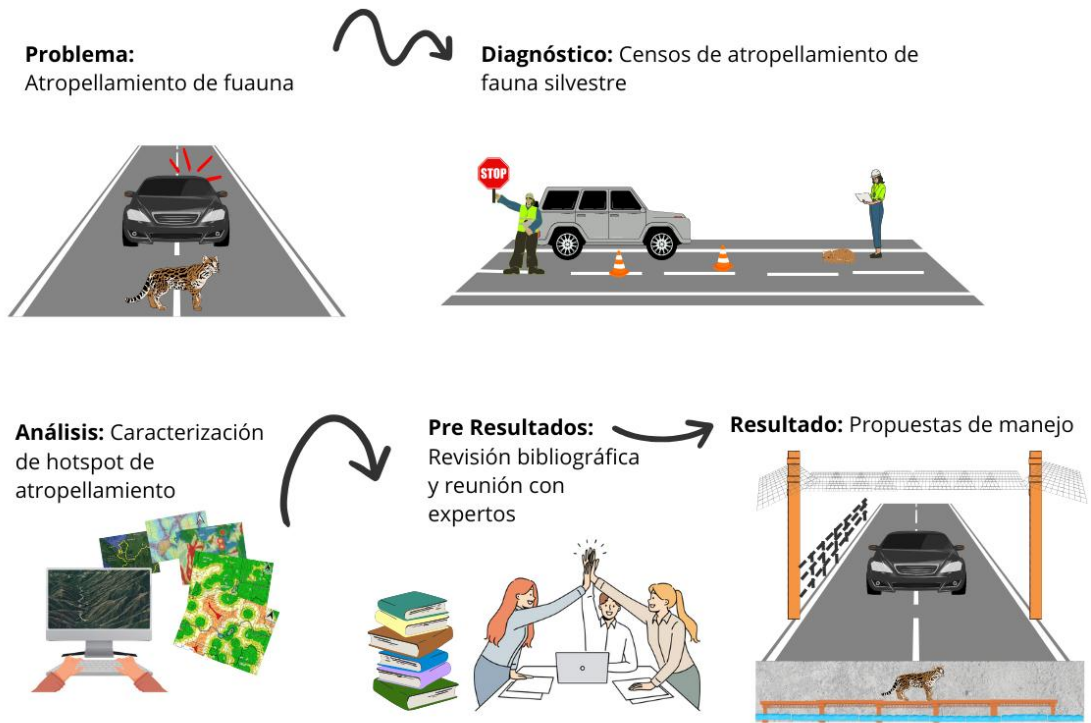 Problema:
Atropellamiento de fuauna
Diagnóstico: Censos de atropellamiento de
fauna silvestre
STOP
Análisis: Caracterización
de hotspot de
atropellamiento
Pre Resultados:
Revisión bibliográfica
y reunión con
expertos
Resultado: Propuestas de manejo